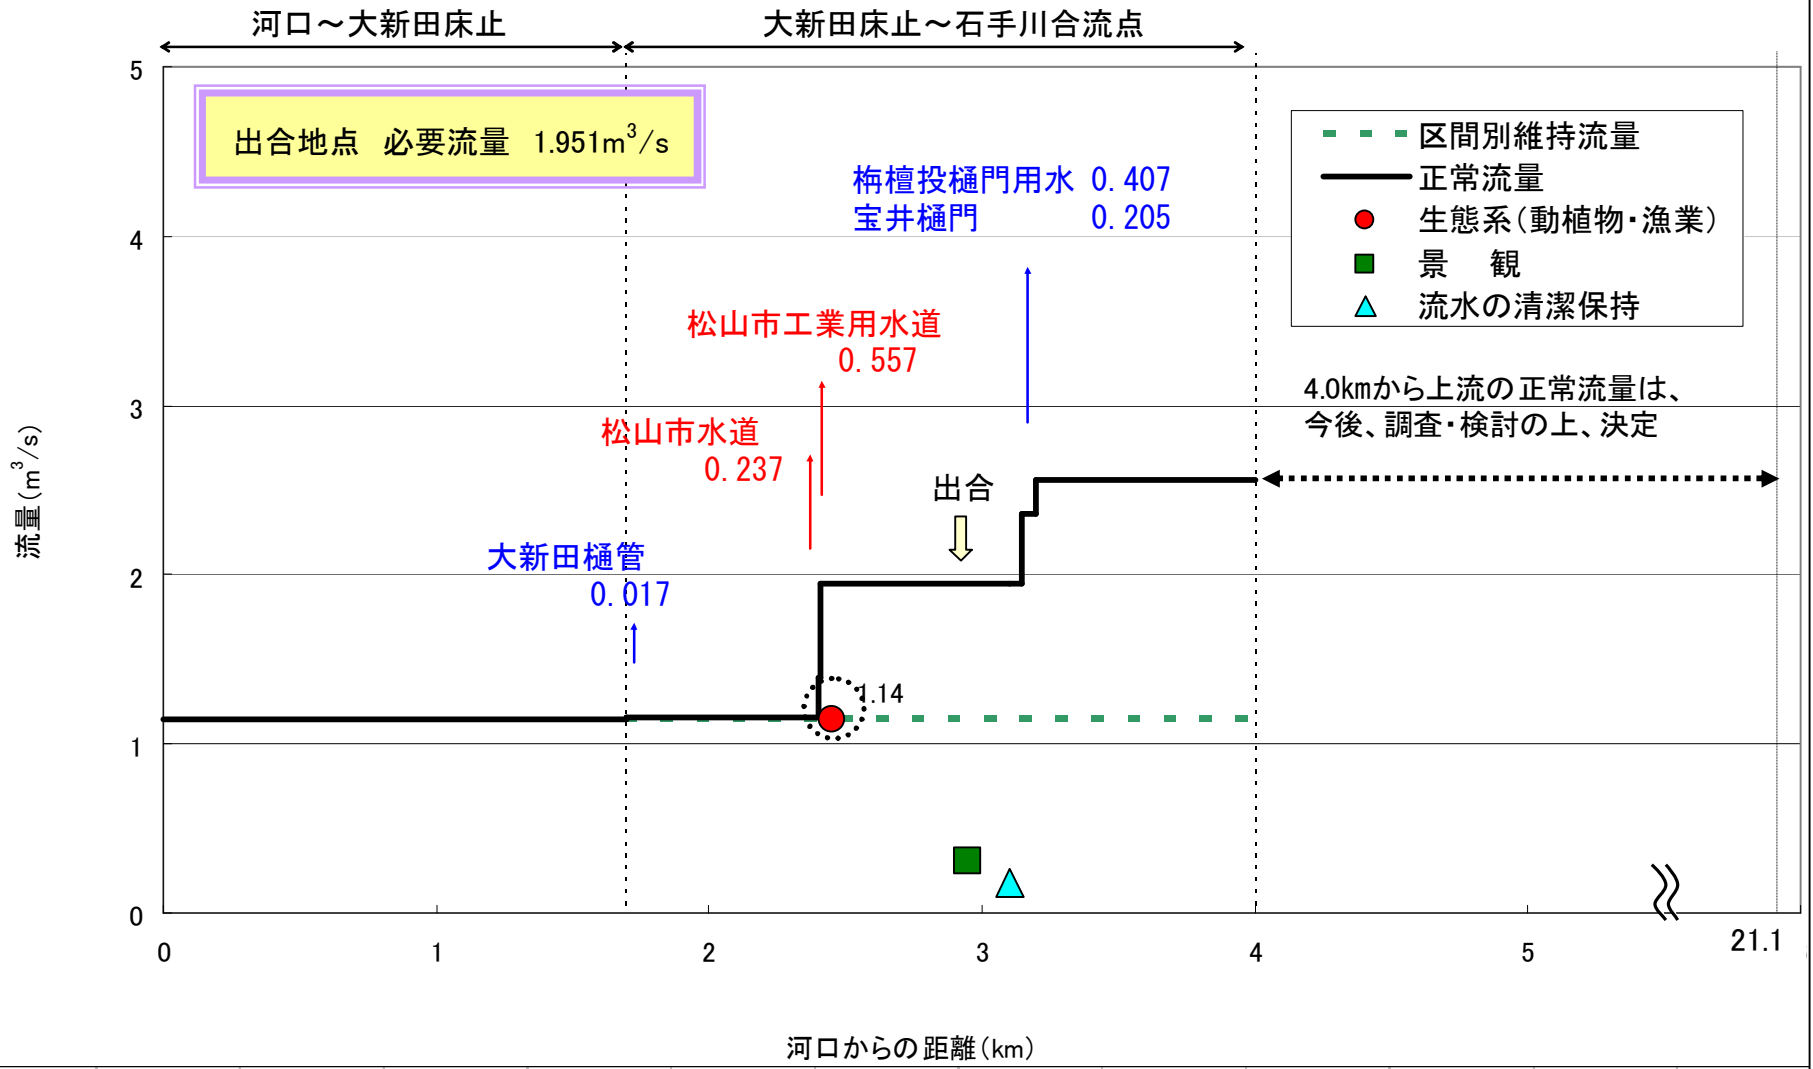 河口～大新田床止
大新田床止～石手川合流点
出合地点 必要流量 1.951m³/s
区間別維持流量
正常流量
生態系（動植物・漁業）
景 観
流水の清潔保持
栴檀投樋門用水 0.407
宝井樋門 0.205
松山市工業用水道
0.557
松山市水道
0.237
大新田樋管
0.017
出合
1.14
4.0kmから上流の正常流量は、
今後、調査・検討の上、決定
流量（m³/s）
5
4
3
2
1
0
0
1
2
3
4
5
21.1
河口からの距離（km）